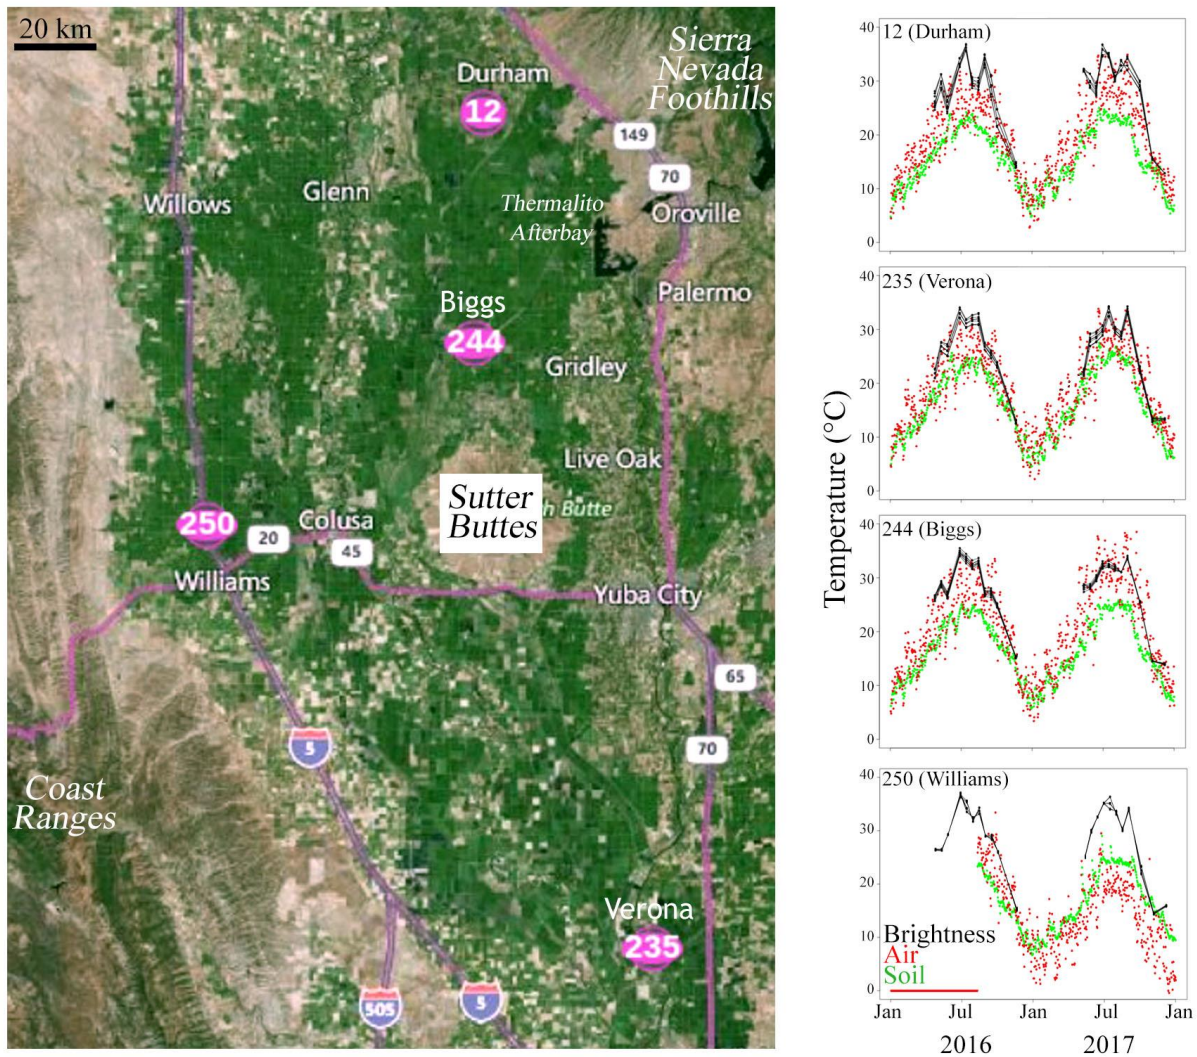 20 km
Sierra
Nevada
Foothills
Durham
12
149
70
Willows
Glenn
Thermalito
Afterbay
Oroville
Palermo
Biggs
244
Gridley
Live Oak
Sutter
Buttes
h Butte
250
20
Colusa
45
Williams
Yuba City
65
5
70
Coast
Ranges
Verona
235
505
5
Temperature (°C)
12 (Durham)
40
30
20
10
0
235 (Verona)
40
30
20
10
0
244 (Biggs)
40
30
20
10
0
250 (Williams)
40
30
20
10
0
Brightness
Air
Soil
Jan Jul Jan Jul Jan
2016 2017